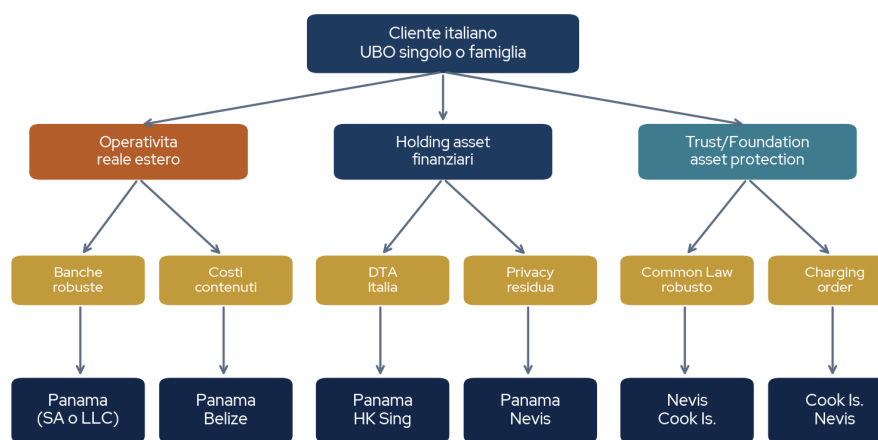 Cliente italiano
UBO singolo o famiglia
Operativita
reale estero
Holding asset
finanziari
Trust/Foundation
asset protection
Banche
robuste
Costi
contenuti
DTA
Italia
Privacy
residua
Common Law
robusto
Charging
order
Panama
(SA o LLC)
Panama
Belize
Panama
HK Sing
Panama
Nevis
Nevis
Cook Is.
Cook Is.
Nevis